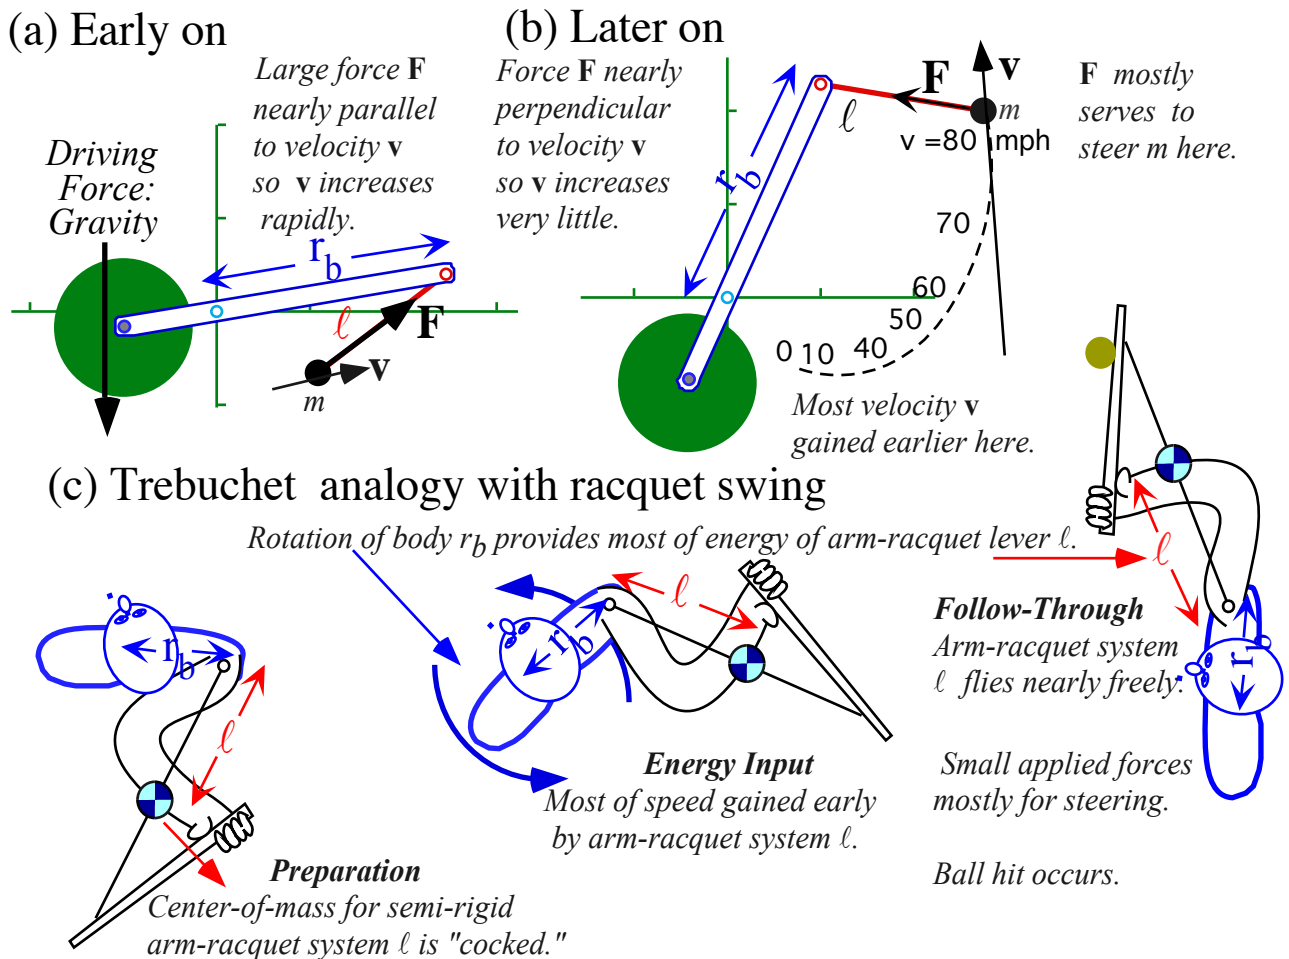 (a) Early on
Large force F
nearly parallel
to velocity v
so v increases
rapidly.
Driving
Force:
Gravity
r_b
ℓ
F
v
m
(b) Later on
Force F nearly
perpendicular
to velocity v
so v increases
very little.
r_b
ℓ
F
v
m
v =80 mph
70
60
50
40
10
0
F mostly
serves to
steer m here.
Most velocity v
gained earlier here.
(c) Trebuchet analogy with racquet swing
Rotation of body r_b provides most of energy of arm-racquet lever ℓ.
r_b
ℓ
Preparation
Center-of-mass for semi-rigid
arm-racquet system ℓ is "cocked."
r_b
ℓ
Energy Input
Most of speed gained early
by arm-racquet system ℓ.
ℓ
r_b
Follow-Through
Arm-racquet system
ℓ flies nearly freely.
Small applied forces
mostly for steering.
Ball hit occurs.